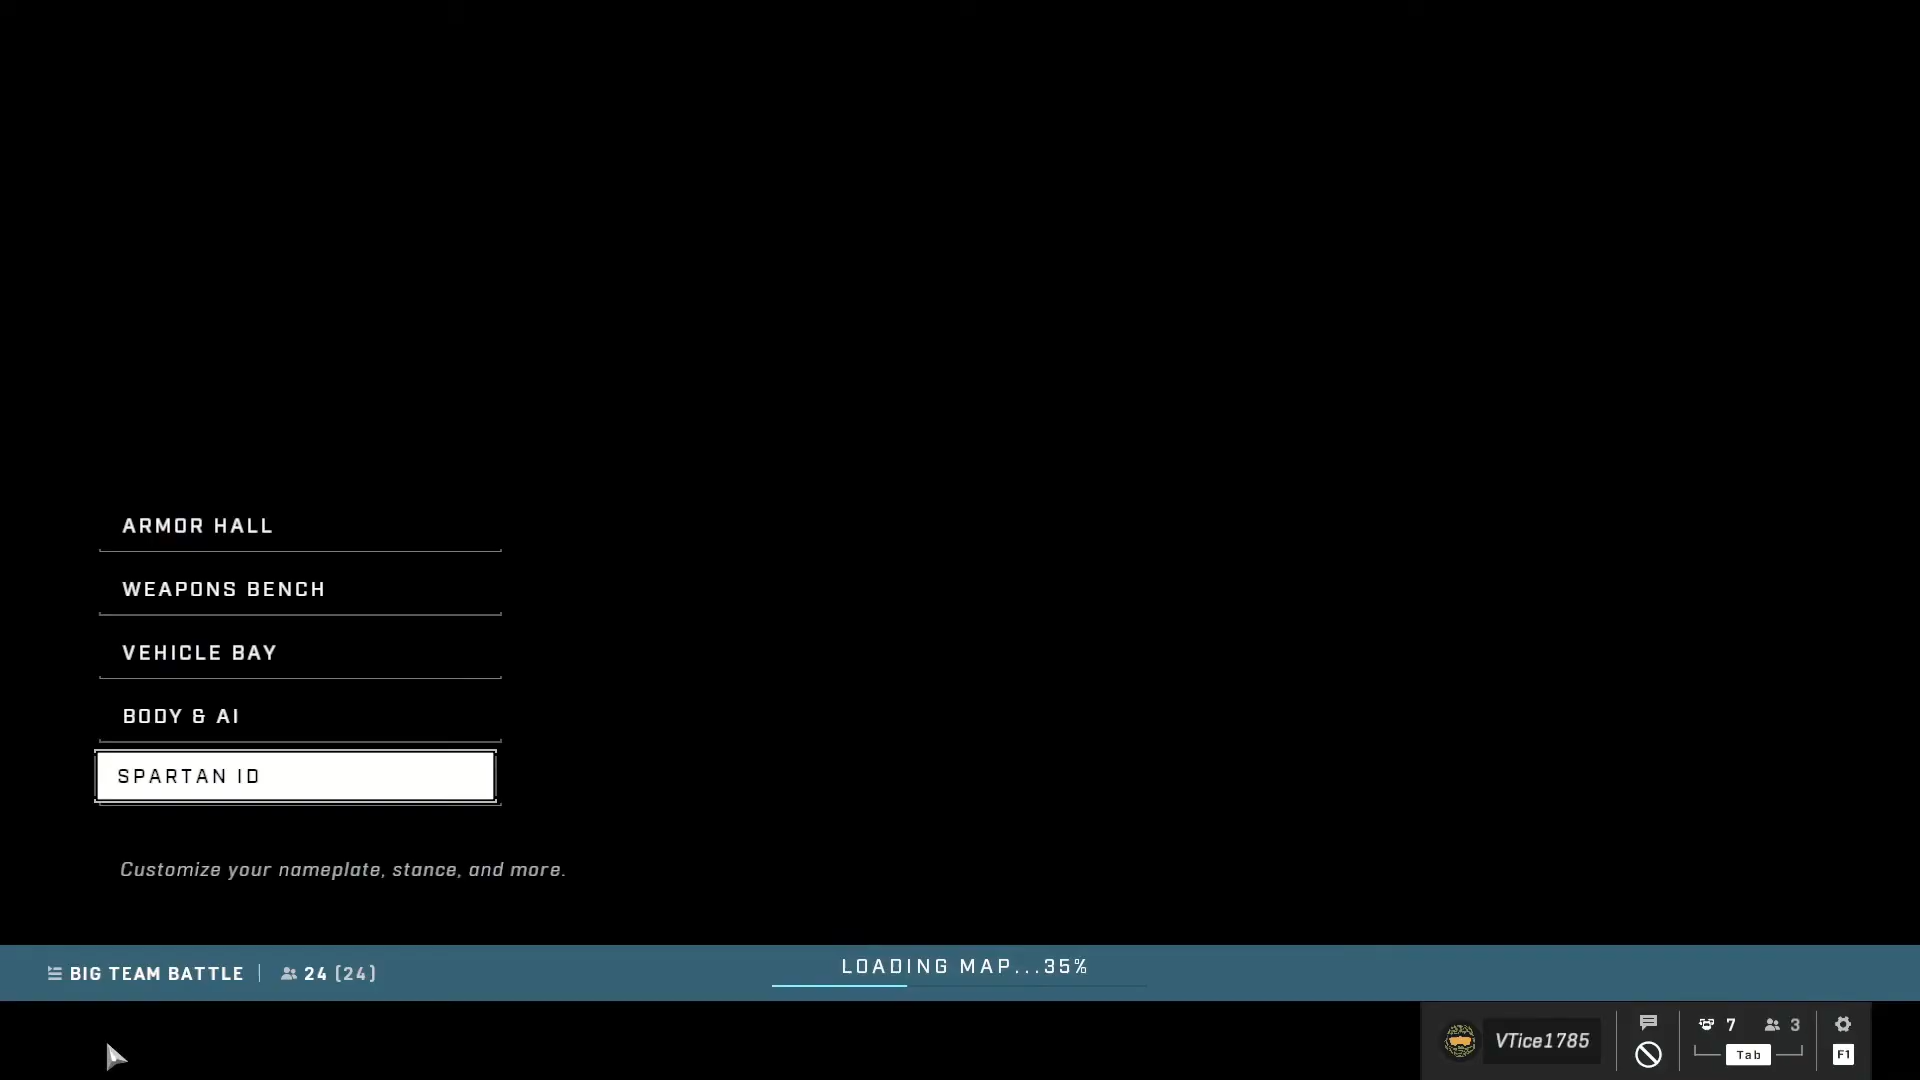 ARMOR HALL
WEAPONS BENCH
VEHICLE BAY
BODY & AI
SPARTAN ID
Customize your nameplate, stance, and more.
BIG TEAM BATTLE 24 (24)
LOADING MAP...35%
VTice1785
7 3
Tab
F1